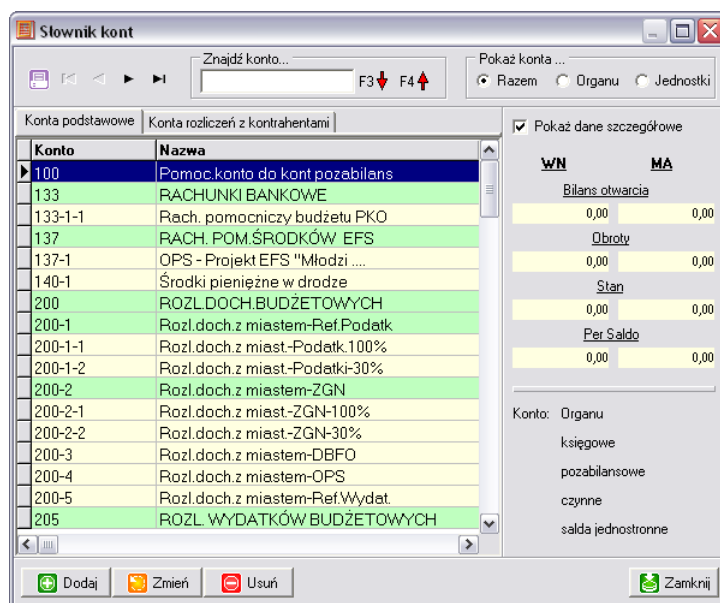 Słownik kont
Znajdź konto...
F3 F4
Pokaż konta ...
Razem Organu Jednostki
Konta podstawowe Konta rozliczeń z kontrahentami
Konto Nazwa
100 Pomoc.konto do kont pozabilans
133 RACHUNKI BANKOWE
133-1-1 Rach. pomocniczy budżetu PKO
137 RACH. POM.ŚRODKÓW EFS
137-1 OPS - Projekt EFS "Młodzi ....
140-1 Środki pieniężne w drodze
200 ROZL.DOCH.BUDŻETOWYCH
200-1 Rozl.doch.z miastem-Ref.Podatk
200-1-1 Rozl.doch.z miast.-Podatk.100%
200-1-2 Rozl.doch.z miast.-Podatki-30%
200-2 Rozl.doch.z miastem-ZGN
200-2-1 Rozl.doch.z miast.-ZGN-100%
200-2-2 Rozl.doch.z miast.-ZGN-30%
200-3 Rozl.doch.z miastem-DBFO
200-4 Rozl.doch.z miastem-OPS
200-5 Rozl.doch.z miastem-Ref.Wydat.
205 ROZL. WYDATKÓW BUDŻETOWYCH
Pokaż dane szczegółowe
WN MA
Bilans otwarcia
0,00 0,00
Obroty
0,00 0,00
Stan
0,00 0,00
Per Saldo
0,00 0,00
Konto: Organu
księgowe
pozabilansowe
czynne
salda jednostronne
Dodaj Zmień Usuń Zamknij